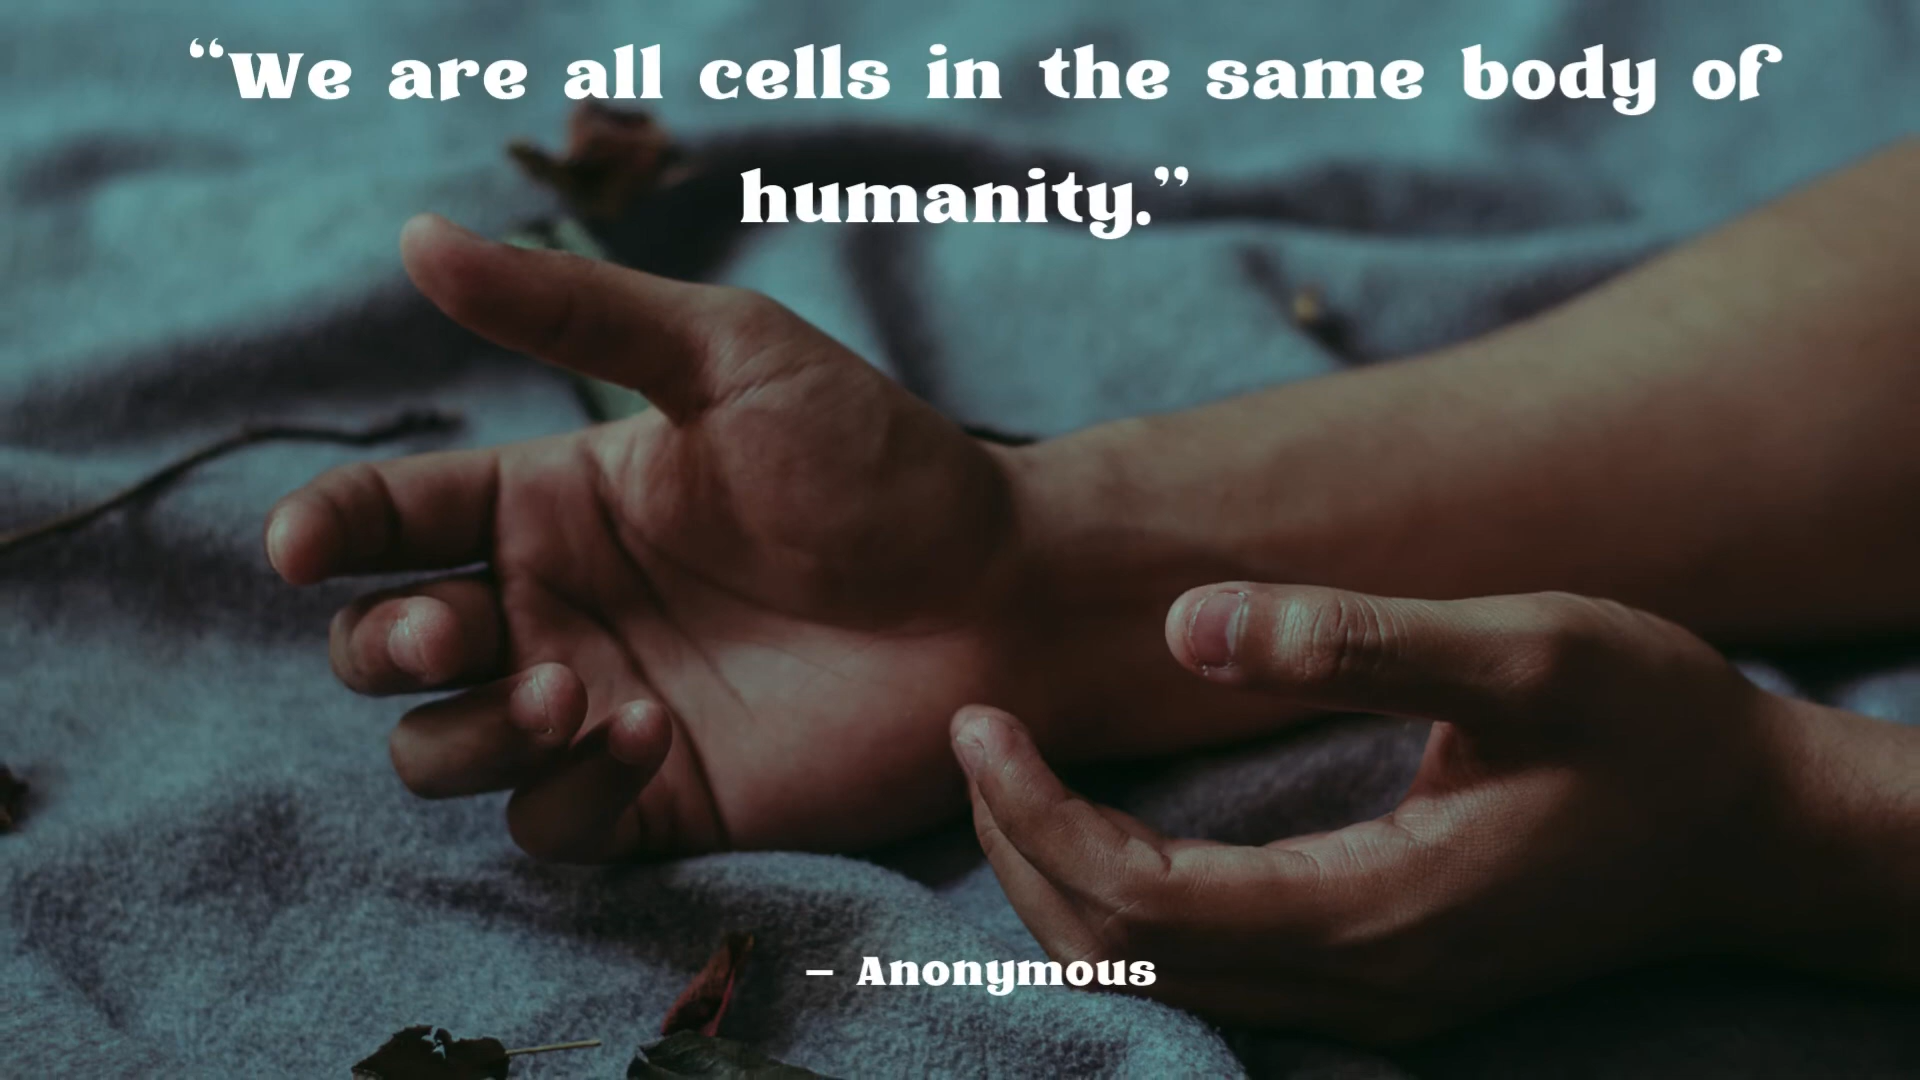 “We are all cells in the same body of
humanity.”
– Anonymous